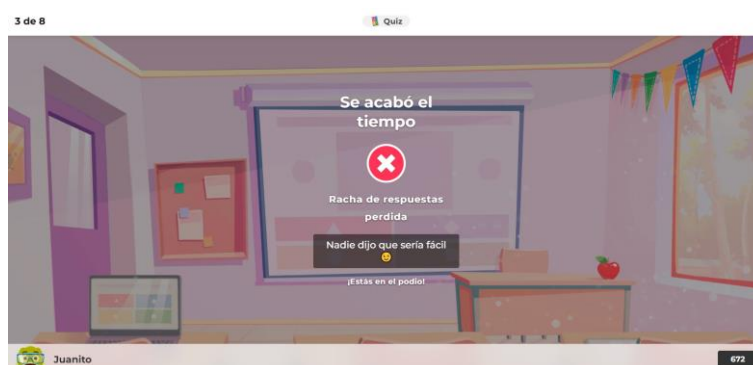 3 de 8
Quiz
Se acabó el
tiempo
Racha de respuestas
perdida
Nadie dijo que sería fácil
😉
¡Estás en el podio!
Juanito
672